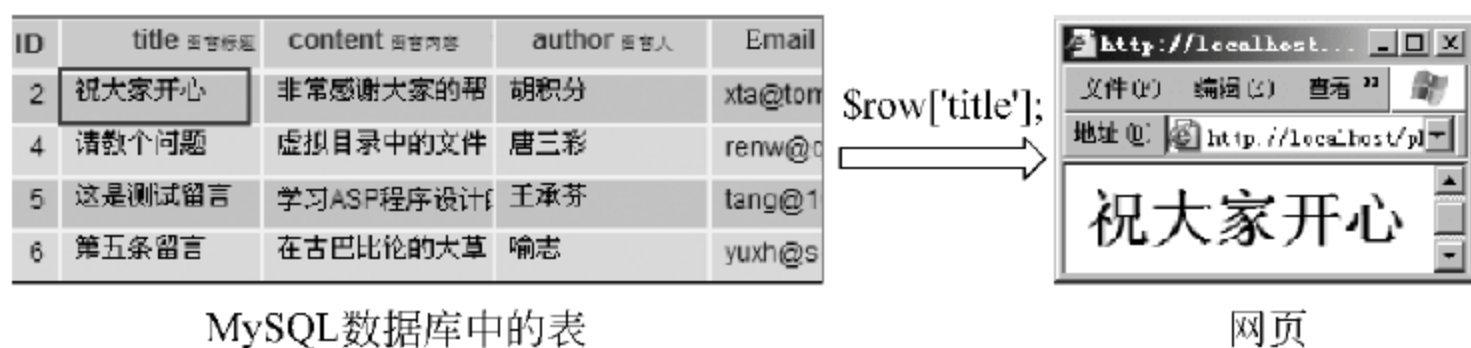 ID title 留言标题 content 留言内容 author 留言人 Email
2 祝大家开心 非常感谢大家的帮 胡积分 xta@tom
4 请教个问题 虚拟目录中的文件 唐三彩 renw@
5 这是测试留言 学习ASP程序设计 王承芬 tang@1
6 第五条留言 在古巴比伦的大草 喻志 yuxh@s
$row['title'];
http://localhost...
文件(F) 编辑(E) 查看 »
地址(D) http://localhost/pl
祝大家开心
MySQL数据库中的表
网页